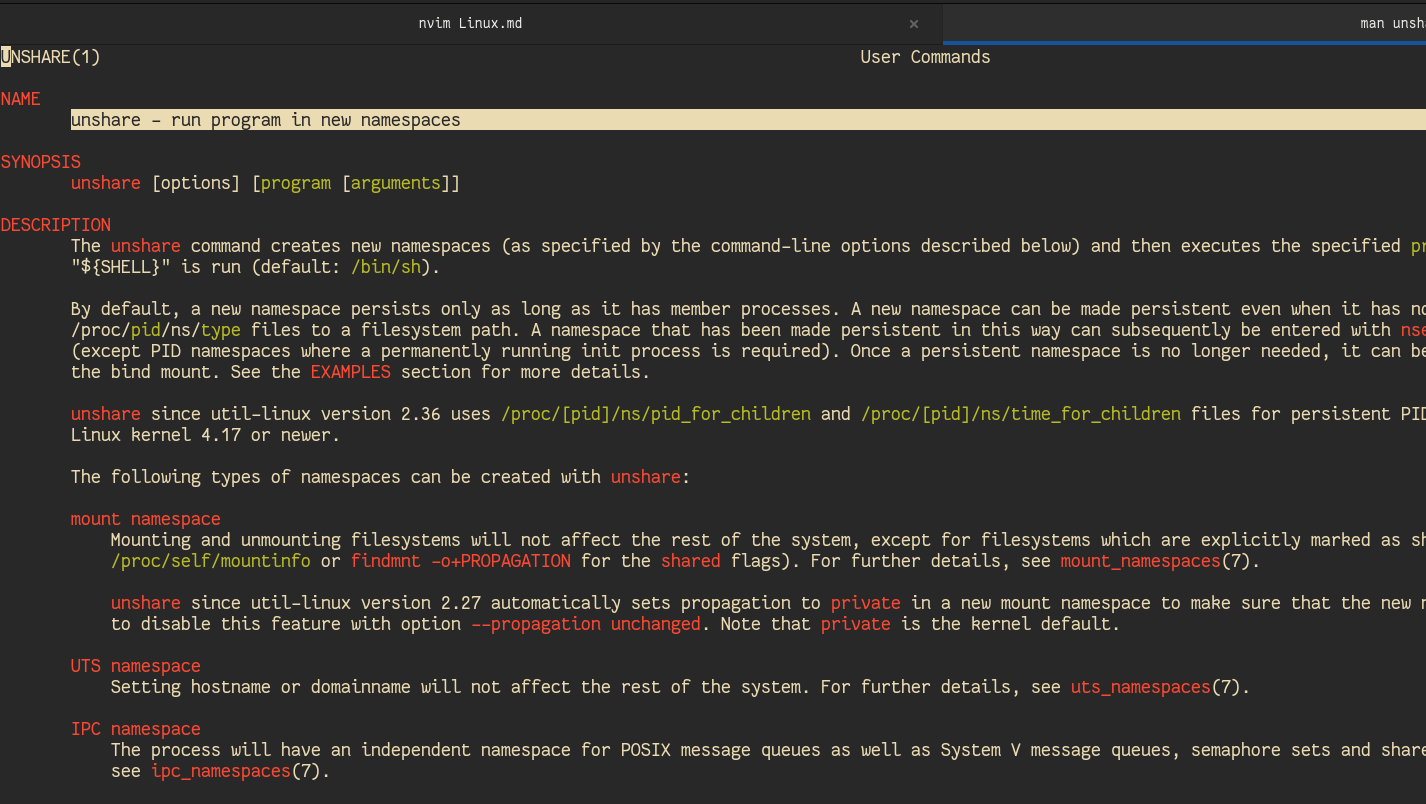 nvim Linux.md × man unsh
UNSHARE(1) User Commands
NAME
unshare - run program in new namespaces
SYNOPSIS
unshare [options] [program [arguments]]
DESCRIPTION
The unshare command creates new namespaces (as specified by the command-line options described below) and then executes the specified pr
"${SHELL}" is run (default: /bin/sh).
By default, a new namespace persists only as long as it has member processes. A new namespace can be made persistent even when it has no
/proc/pid/ns/type files to a filesystem path. A namespace that has been made persistent in this way can subsequently be entered with nse
(except PID namespaces where a permanently running init process is required). Once a persistent namespace is no longer needed, it can be
the bind mount. See the EXAMPLES section for more details.
unshare since util-linux version 2.36 uses /proc/[pid]/ns/pid_for_children and /proc/[pid]/ns/time_for_children files for persistent PID
Linux kernel 4.17 or newer.
The following types of namespaces can be created with unshare:
mount namespace
Mounting and unmounting filesystems will not affect the rest of the system, except for filesystems which are explicitly marked as sh
/proc/self/mountinfo or findmnt -o+PROPAGATION for the shared flags). For further details, see mount_namespaces(7).
unshare since util-linux version 2.27 automatically sets propagation to private in a new mount namespace to make sure that the new n
to disable this feature with option --propagation unchanged. Note that private is the kernel default.
UTS namespace
Setting hostname or domainname will not affect the rest of the system. For further details, see uts_namespaces(7).
IPC namespace
The process will have an independent namespace for POSIX message queues as well as System V message queues, semaphore sets and share
see ipc_namespaces(7).